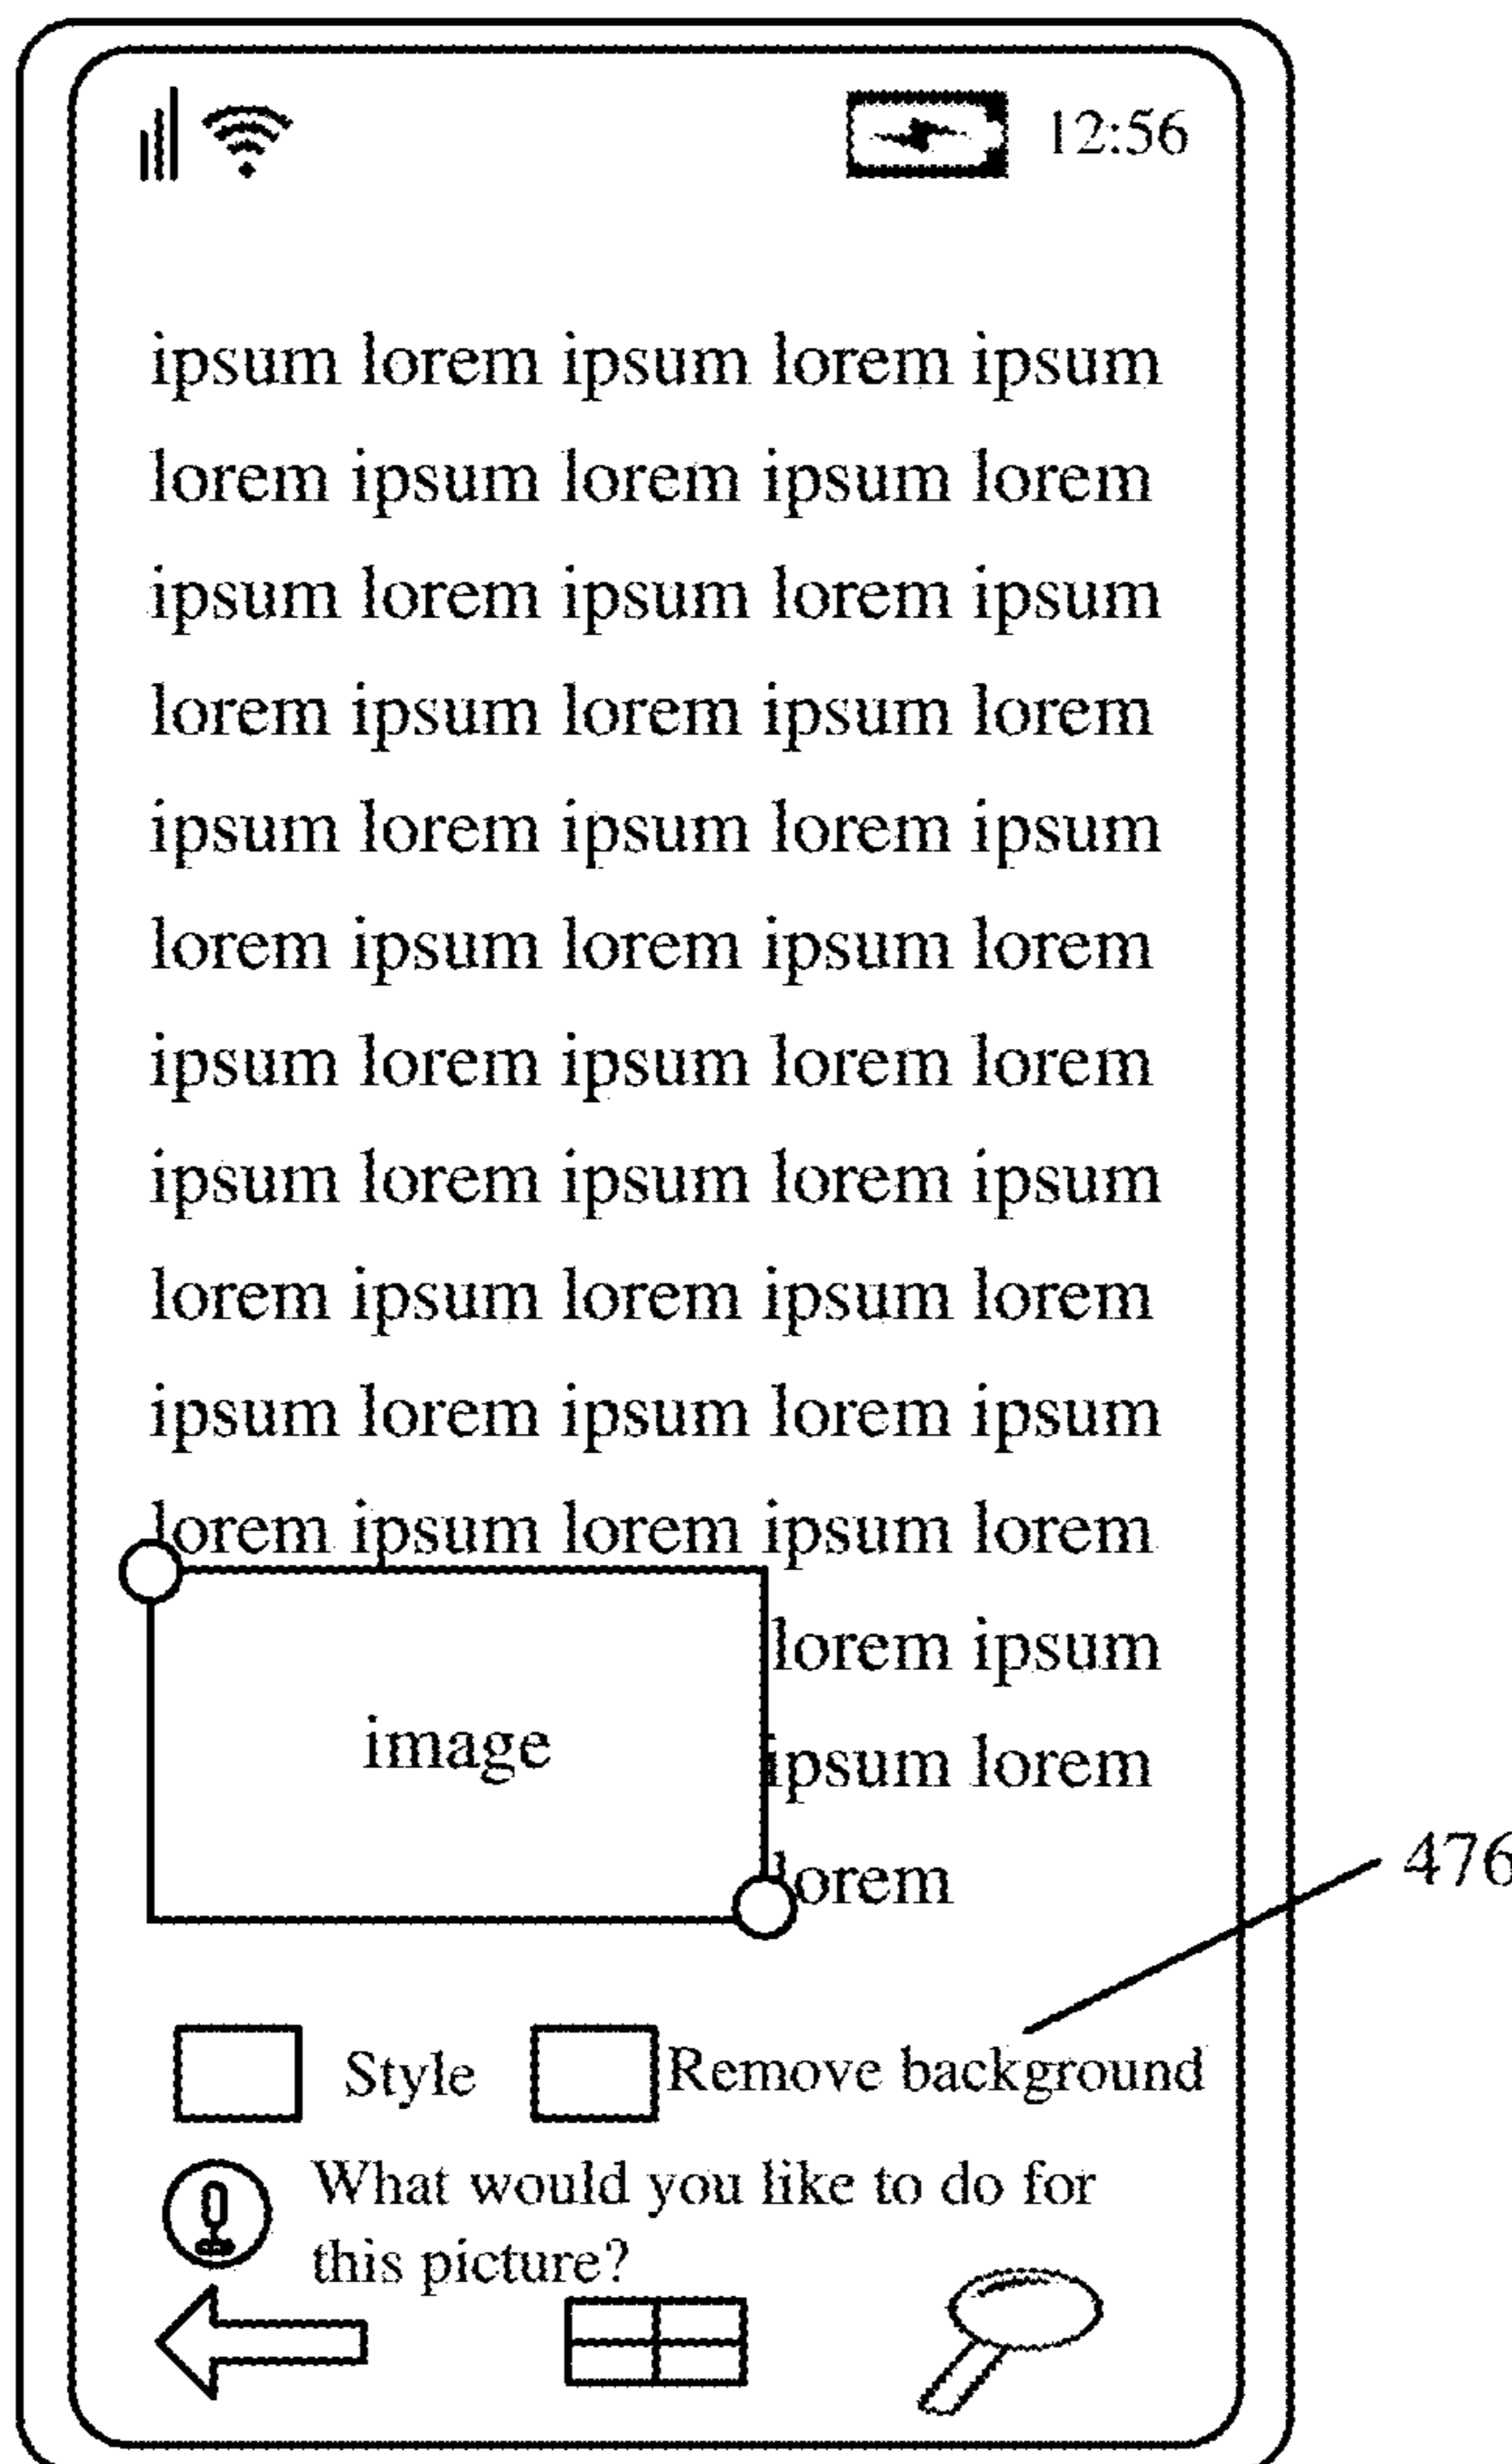 12:56
ipsum lorem ipsum lorem ipsum
lorem ipsum lorem ipsum lorem
ipsum lorem ipsum lorem ipsum
lorem ipsum lorem ipsum lorem
ipsum lorem ipsum lorem ipsum
lorem ipsum lorem ipsum lorem
ipsum lorem ipsum lorem lorem
ipsum lorem ipsum lorem ipsum
lorem ipsum lorem ipsum lorem
ipsum lorem ipsum lorem ipsum
lorem ipsum lorem ipsum lorem
lorem ipsum
image
ipsum lorem
lorem
476
Style
Remove background
What would you like to do for
this picture?